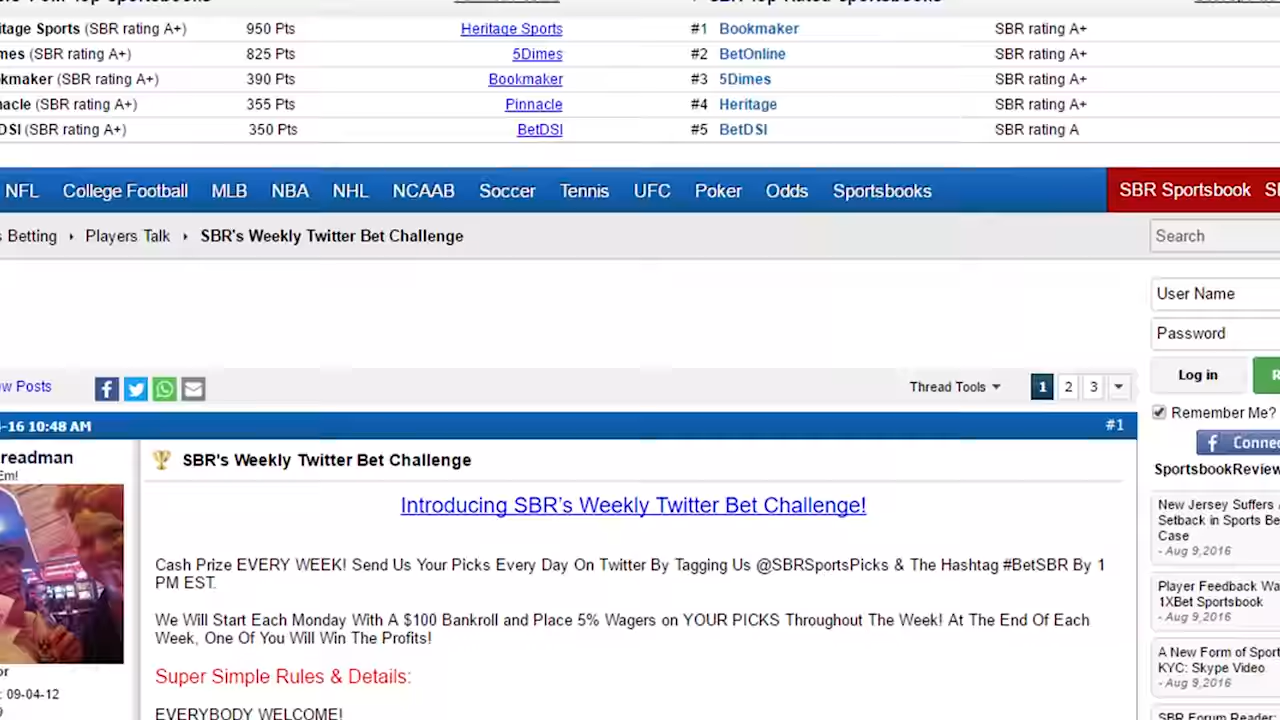 itage Sports (SBR rating A+) 950 Pts Heritage Sports #1 Bookmaker SBR rating A+
mes (SBR rating A+) 825 Pts 5Dimes #2 BetOnline SBR rating A+
kmaker (SBR rating A+) 390 Pts Bookmaker #3 5Dimes SBR rating A+
nacle (SBR rating A+) 355 Pts Pinnacle #4 Heritage SBR rating A+
DSI (SBR rating A+) 350 Pts BetDSI #5 BetDSI SBR rating A
NFL College Football MLB NBA NHL NCAAB Soccer Tennis UFC Poker Odds Sportsbooks SBR Sportsbook
s Betting Players Talk SBR's Weekly Twitter Bet Challenge Search
User Name
Password
w Posts Thread Tools 1 2 3
Log in
Remember Me?
-16 10:48 AM #1
Connec
readman SBR's Weekly Twitter Bet Challenge
SportsbookReview
Em!
Introducing SBR's Weekly Twitter Bet Challenge!
New Jersey Suffers
Setback in Sports Be
Case
- Aug 9,2016
Cash Prize EVERY WEEK! Send Us Your Picks Every Day On Twitter By Tagging Us @SBRSportsPicks & The Hashtag #BetSBR By 1
PM EST.
Player Feedback Wa
1XBet Sportsbook
- Aug 9,2016
We Will Start Each Monday With A $100 Bankroll and Place 5% Wagers on YOUR PICKS Throughout The Week! At The End Of Each
Week, One Of You Will Win The Profits!
A New Form of Sport
KYC: Skype Video
- Aug 9,2016
Super Simple Rules & Details:
or
: 09-04-12
EVERYBODY WELCOME!
SBR Forum Reader: